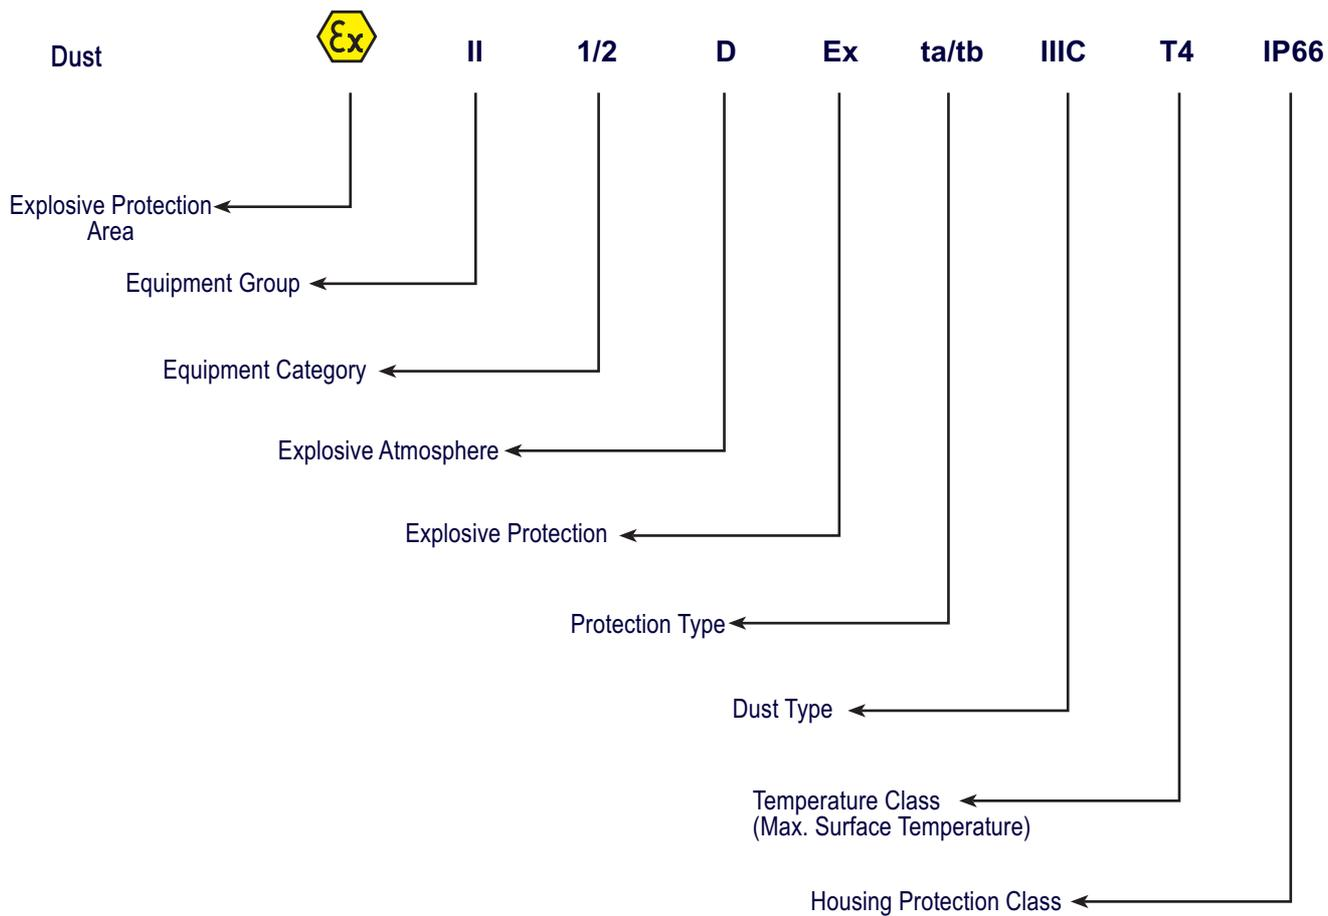 Dust Ex II 1/2 D Ex ta/tb IIIC T4 IP66
Explosive Protection
Area
Equipment Group
Equipment Category
Explosive Atmosphere
Explosive Protection
Protection Type
Dust Type
Temperature Class
(Max. Surface Temperature)
Housing Protection Class